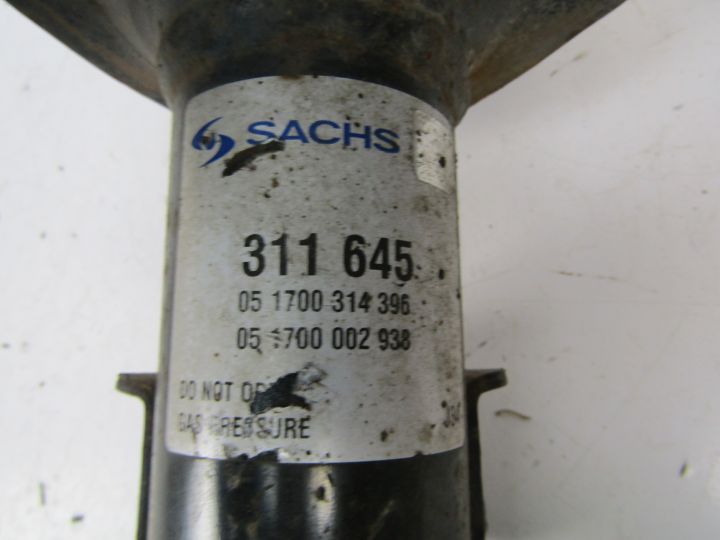 SACHS
311 645
05 1700 314 396
05 1700 002 938
DO NOT
GAS PRESSURE